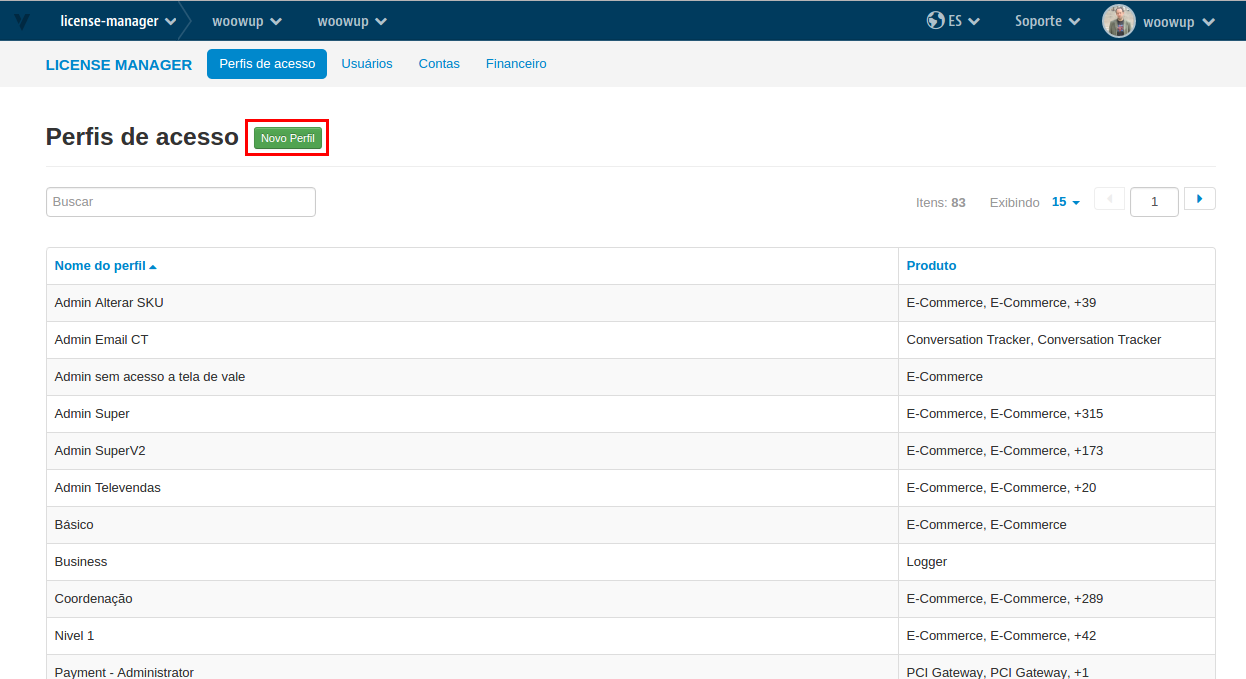 license-manager woowup woowup ES Soporte woowup
LICENSE MANAGER Perfis de acesso Usuários Contas Financeiro
Perfis de acesso Novo Perfil
Buscar Itens: 83 Exibindo 15 1
Nome do perfil Produto
Admin Alterar SKU E-Commerce, E-Commerce, +39
Admin Email CT Conversation Tracker, Conversation Tracker
Admin sem acesso a tela de vale E-Commerce
Admin Super E-Commerce, E-Commerce, +315
Admin SuperV2 E-Commerce, E-Commerce, +173
Admin Televendas E-Commerce, E-Commerce, +20
Básico E-Commerce, E-Commerce
Business Logger
Coordenação E-Commerce, E-Commerce, +289
Nivel 1 E-Commerce, E-Commerce, +42
Payment - Administrator PCI Gateway, PCI Gateway, +1